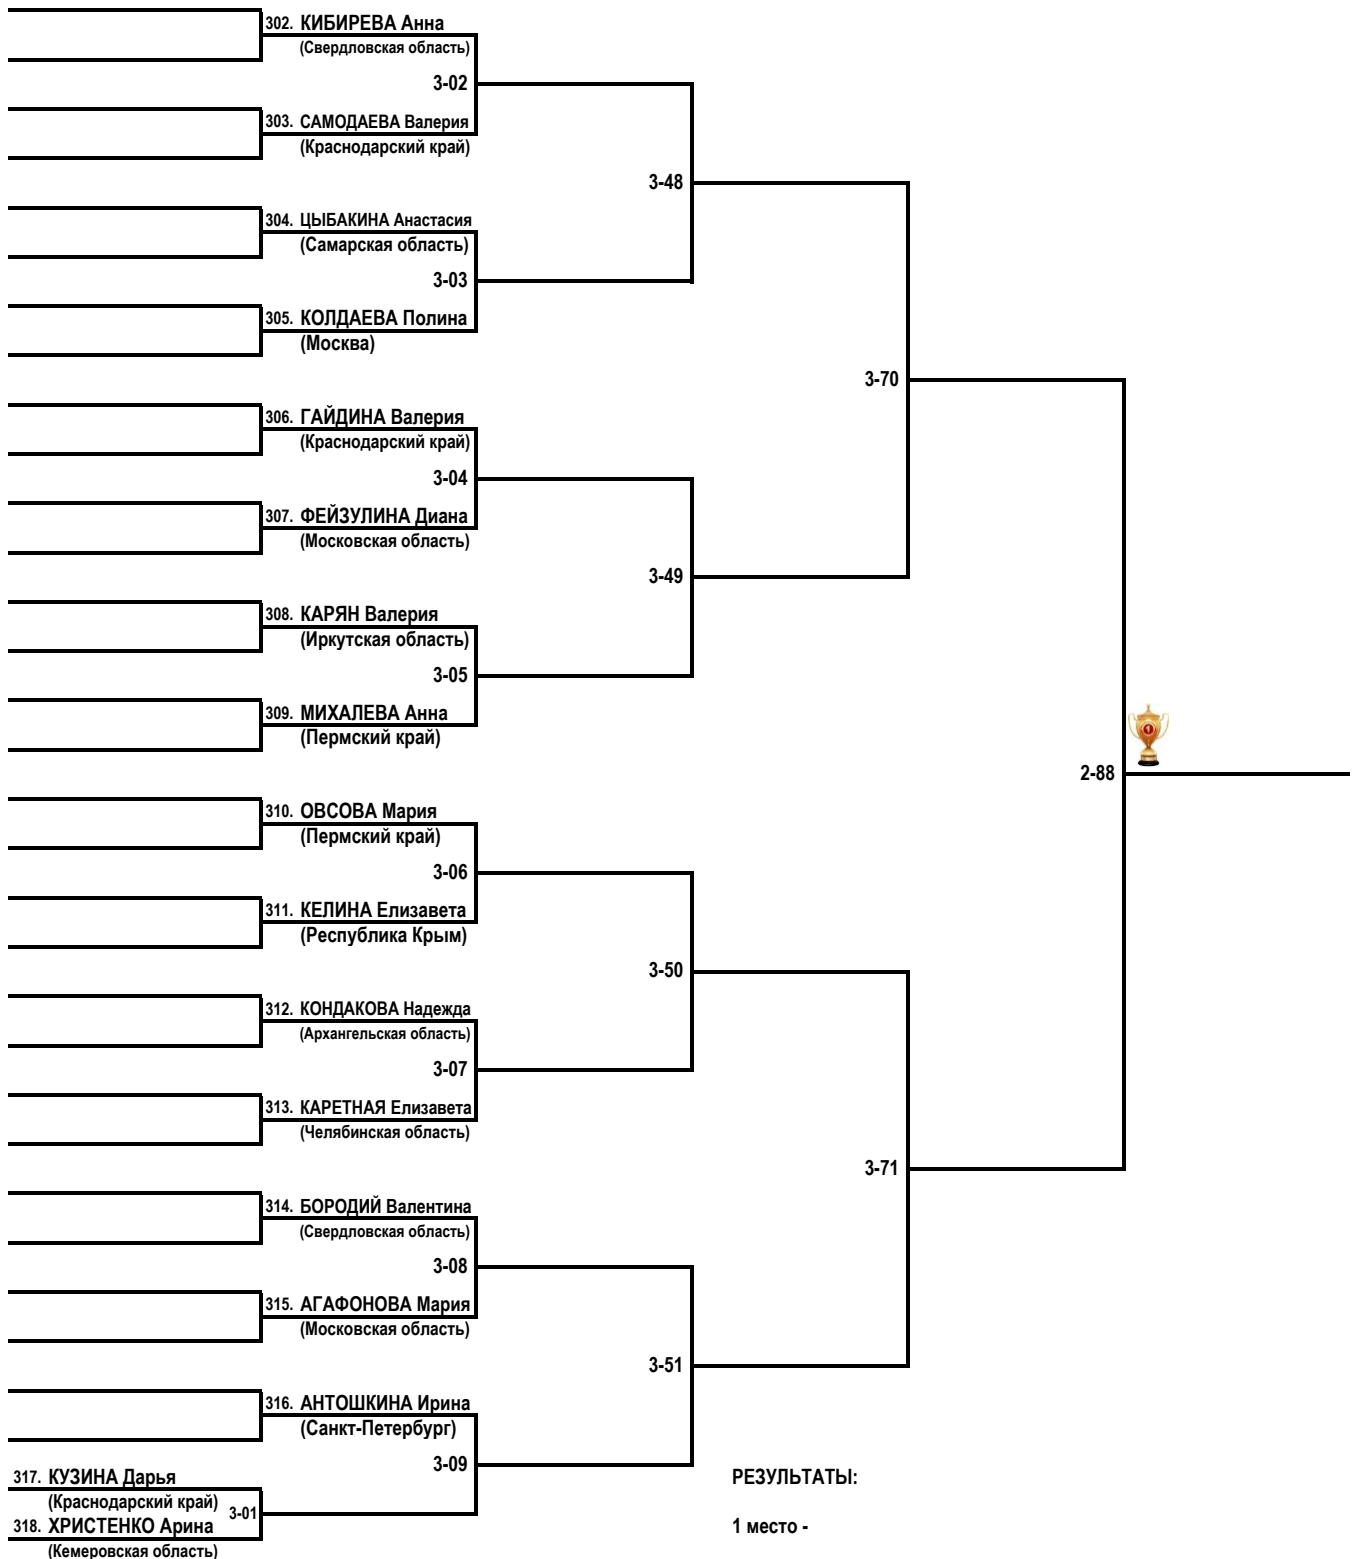 302. КИБИРЕВА Анна
(Свердловская область)
3-02
303. САМОДАЕВА Валерия
(Краснодарский край)
3-48
304. ЦЫБАКИНА Анастасия
(Самарская область)
3-03
305. КОЛДАЕВА Полина
(Москва)
3-70
306. ГАЙДИНА Валерия
(Краснодарский край)
3-04
307. ФЕЙЗУЛИНА Диана
(Московская область)
3-49
308. КАРЯН Валерия
(Иркутская область)
3-05
309. МИХАЛЕВА Анна
(Пермский край)
1
2-88
310. ОВСОВА Мария
(Пермский край)
3-06
311. КЕЛИНА Елизавета
(Республика Крым)
3-50
312. КОНДАКОВА Надежда
(Архангельская область)
3-07
313. КАРЕТНАЯ Елизавета
(Челябинская область)
3-71
314. БОРОДИЙ Валентина
(Свердловская область)
3-08
315. АГАФОНОВА Мария
(Московская область)
3-51
316. АНТОШКИНА Ирина
(Санкт-Петербург)
3-09
317. КУЗИНА Дарья
(Краснодарский край)
3-01
318. ХРИСТЕНКО Арина
(Кемеровская область)
РЕЗУЛЬТАТЫ:
1 место -